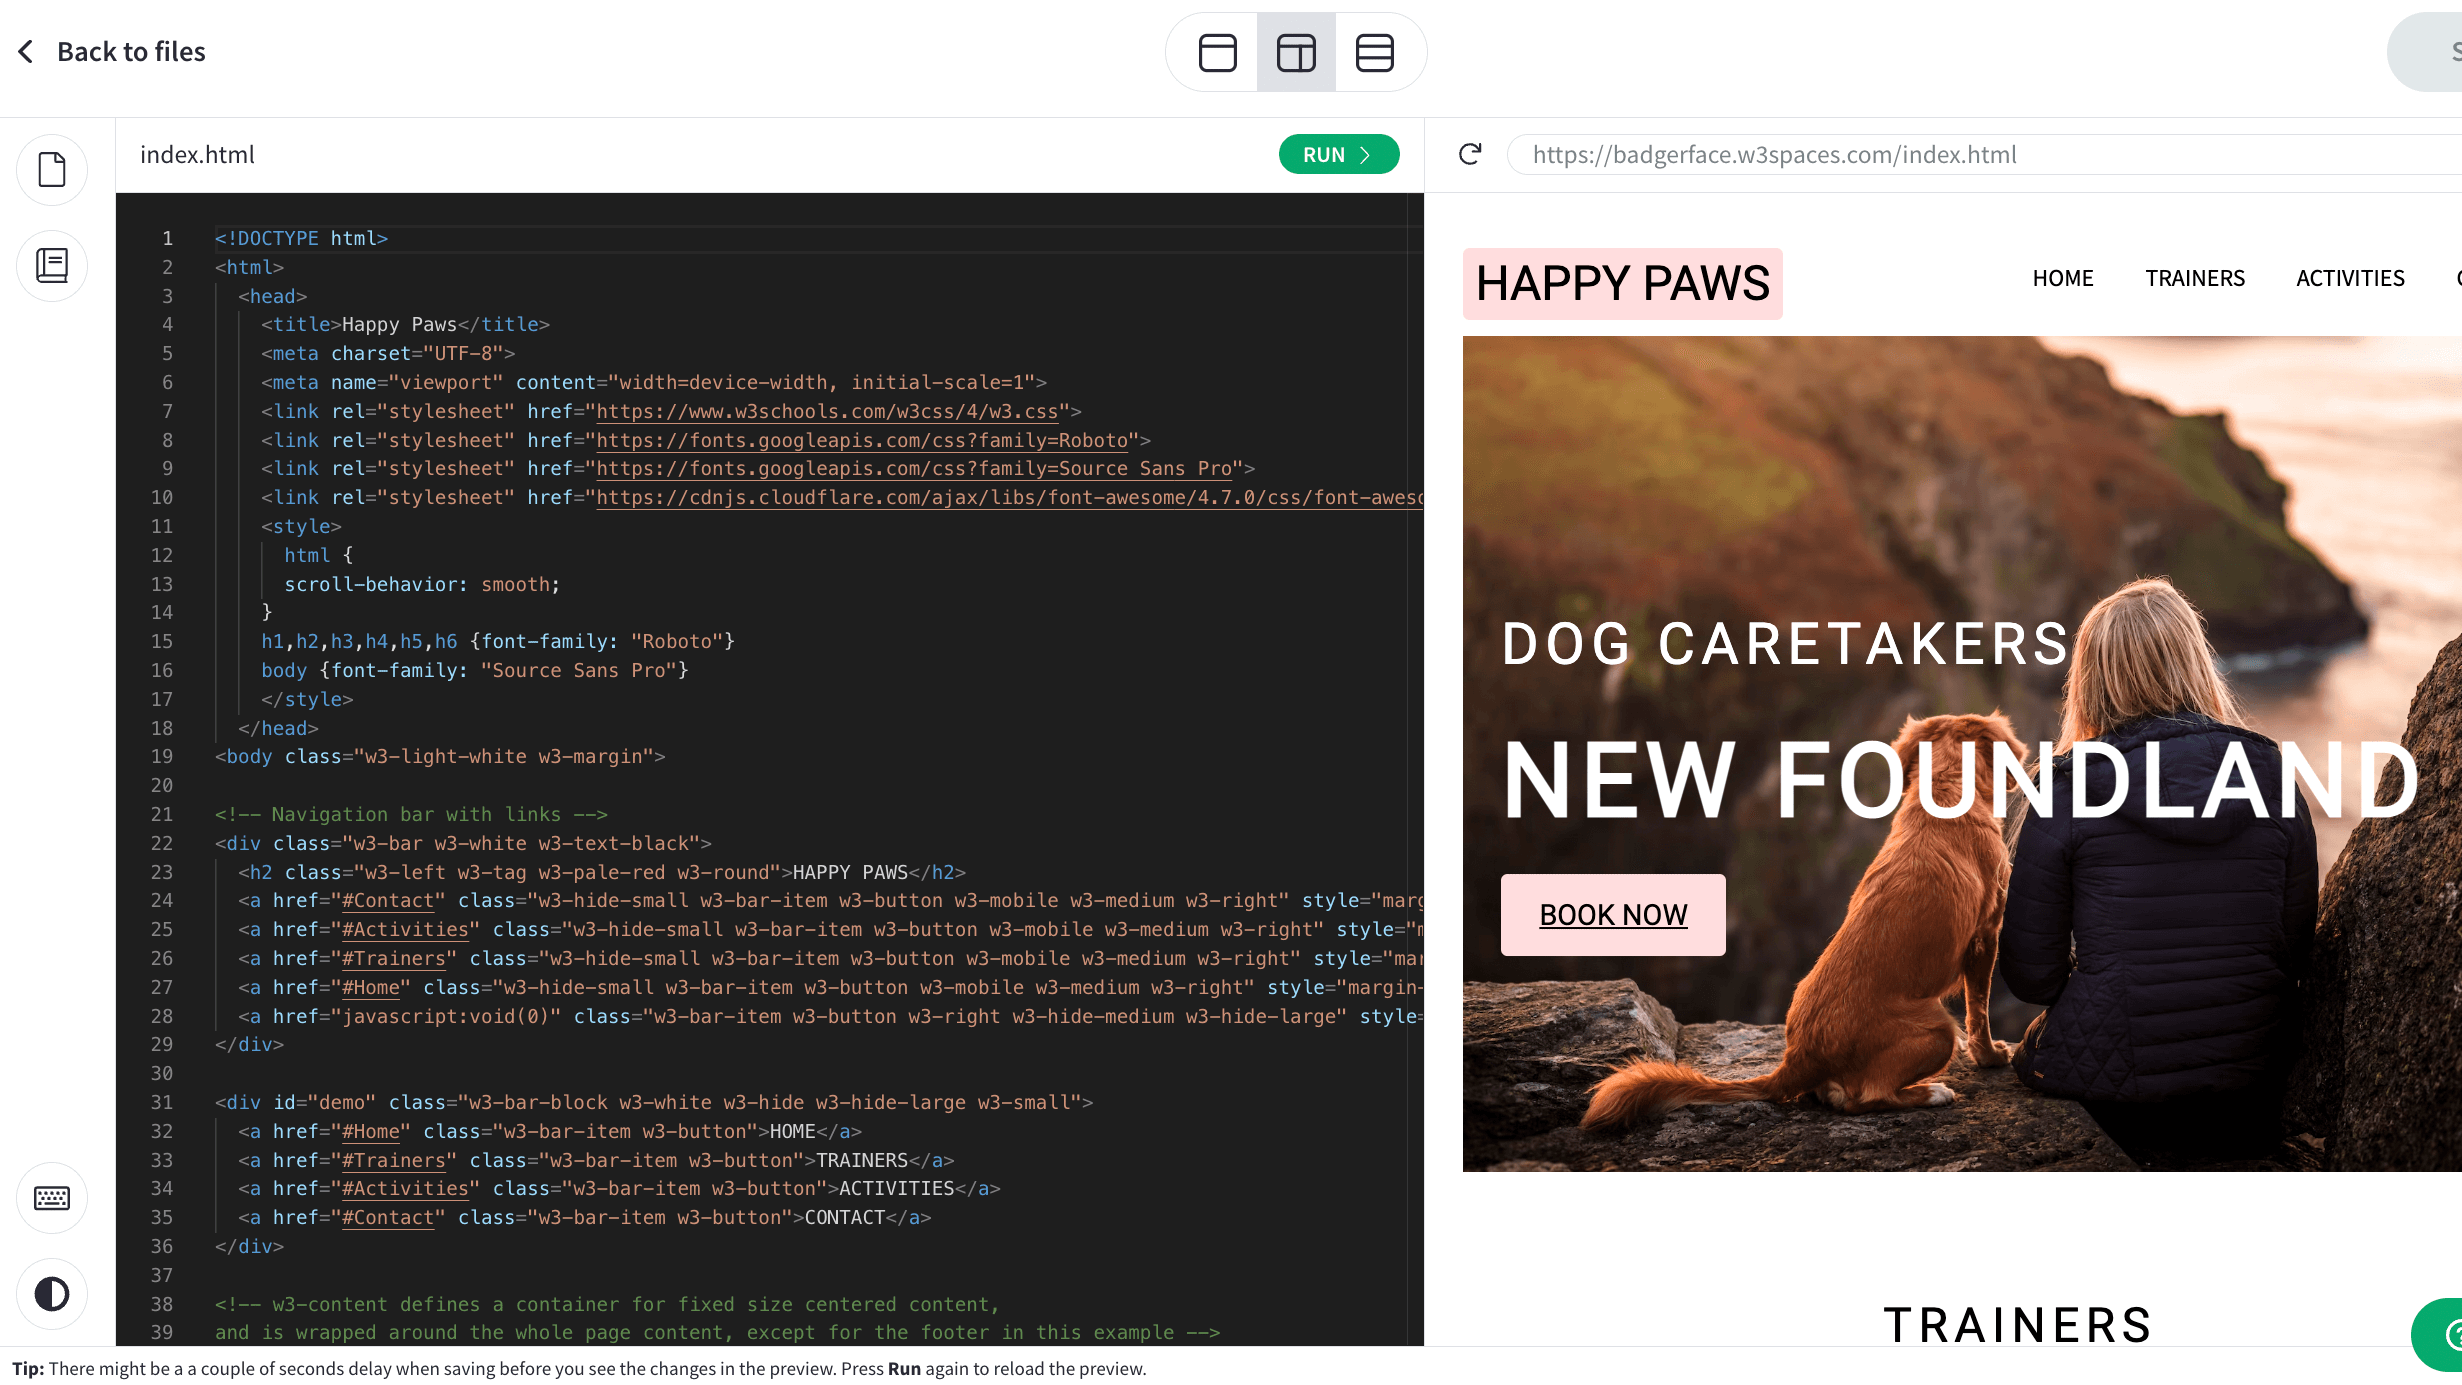 Back to files
S
index.html
RUN
https://badgerface.w3spaces.com/index.html
1 <!DOCTYPE html>
2 <html>
3 <head>
4 <title>Happy Paws</title>
5 <meta charset="UTF-8">
6 <meta name="viewport" content="width=device-width, initial-scale=1">
7 <link rel="stylesheet" href="https://www.w3schools.com/w3css/4/w3.css">
8 <link rel="stylesheet" href="https://fonts.googleapis.com/css?family=Roboto">
9 <link rel="stylesheet" href="https://fonts.googleapis.com/css?family=Source Sans Pro">
10 <link rel="stylesheet" href="https://cdnjs.cloudflare.com/ajax/libs/font-awesome/4.7.0/css/font-aweso
11 <style>
12 html {
13 scroll-behavior: smooth;
14 }
15 h1,h2,h3,h4,h5,h6 {font-family: "Roboto"}
16 body {font-family: "Source Sans Pro"}
17 </style>
18 </head>
19 <body class="w3-light-white w3-margin">
20
21 <!-- Navigation bar with links -->
22 <div class="w3-bar w3-white w3-text-black">
23 <h2 class="w3-left w3-tag w3-pale-red w3-round">HAPPY PAWS</h2>
24 <a href="#Contact" class="w3-hide-small w3-bar-item w3-button w3-mobile w3-medium w3-right" style="marg
25 <a href="#Activities" class="w3-hide-small w3-bar-item w3-button w3-mobile w3-medium w3-right" style="m
26 <a href="#Trainers" class="w3-hide-small w3-bar-item w3-button w3-mobile w3-medium w3-right" style="mar
27 <a href="#Home" class="w3-hide-small w3-bar-item w3-button w3-mobile w3-medium w3-right" style="margin-
28 <a href="javascript:void(0)" class="w3-bar-item w3-button w3-right w3-hide-medium w3-hide-large" style=
29 </div>
30
31 <div id="demo" class="w3-bar-block w3-white w3-hide w3-hide-large w3-small">
32 <a href="#Home" class="w3-bar-item w3-button">HOME</a>
33 <a href="#Trainers" class="w3-bar-item w3-button">TRAINERS</a>
34 <a href="#Activities" class="w3-bar-item w3-button">ACTIVITIES</a>
35 <a href="#Contact" class="w3-bar-item w3-button">CONTACT</a>
36 </div>
37
38 <!-- w3-content defines a container for fixed size centered content,
39 and is wrapped around the whole page content, except for the footer in this example -->
HAPPY PAWS
HOME TRAINERS ACTIVITIES
DOG CARETAKERS
NEW FOUNDLAND
BOOK NOW
TRAINERS
Tip: There might be a a couple of seconds delay when saving before you see the changes in the preview. Press Run again to reload the preview.